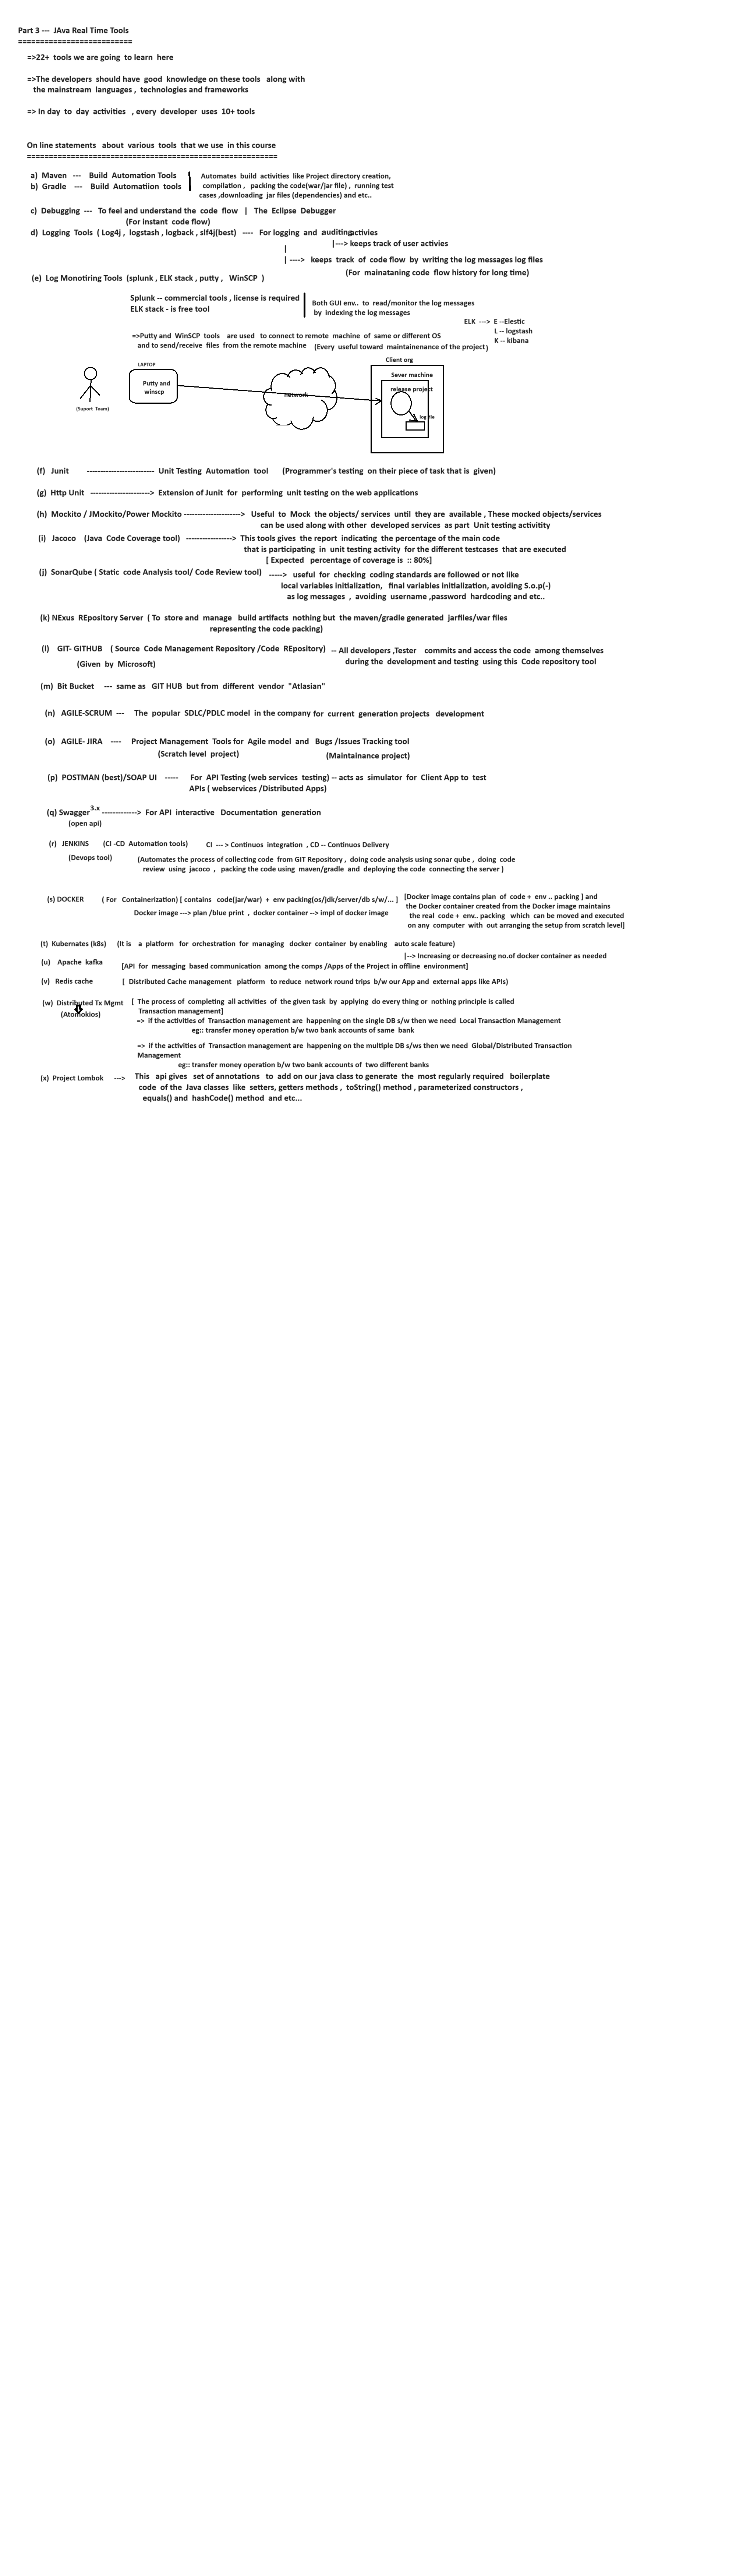 Part 3 --- JAva Real Time Tools
==========================
=>22+ tools we are going to learn here
=>The developers should have good knowledge on these tools along with
the mainstream languages , technologies and frameworks
=> In day to day activities , every developer uses 10+ tools
On line statements about various tools that we use in this course
=========================================================
a) Maven --- Build Automation Tools
b) Gradle --- Build Automatiion tools
Automates build activities like Project directory creation,
compilation , packing the code(war/jar file) , running test
cases ,downloading jar files (dependencies) and etc..
c) Debugging --- To feel and understand the code flow | The Eclipse Debugger
(For instant code flow)
d) Logging Tools ( Log4j , logstash , logback , slf4j(best) ---- For logging and auditing activies
|---> keeps track of user activies
|
| ----> keeps track of code flow by writing the log messages log files
(For mainataning code flow history for long time)
(e) Log Monotiring Tools (splunk , ELK stack , putty , WinSCP )
Splunk -- commercial tools , license is required
ELK stack - is free tool
Both GUI env.. to read/monitor the log messages
by indexing the log messages
ELK ---> E --Elestic
L -- logstash
K -- kibana
=>Putty and WinSCP tools are used to connect to remote machine of same or different OS
and to send/receive files from the remote machine (Every useful toward maintainenance of the project)
Client org
LAPTOP
Sever machine
Putty and
winscp
network
release project
log file
(Suport Team)
(f) Junit ------------------------ Unit Testing Automation tool (Programmer's testing on their piece of task that is given)
(g) Http Unit ----------------------> Extension of Junit for performing unit testing on the web applications
(h) Mockito / JMockito/Power Mockito ---------------------> Useful to Mock the objects/ services until they are available , These mocked objects/services
can be used along with other developed services as part Unit testing activitity
(i) Jacoco (Java Code Coverage tool) -----------------> This tools gives the report indicating the percentage of the main code
that is participating in unit testing activity for the different testcases that are executed
[ Expected percentage of coverage is :: 80%]
(j) SonarQube ( Static code Analysis tool/ Code Review tool) -----> useful for checking coding standards are followed or not like
local variables initialization, final variables initialization, avoiding S.o.p(-)
as log messages , avoiding username ,password hardcoding and etc..
(k) NExus REpository Server ( To store and manage build artifacts nothing but the maven/gradle generated jarfiles/war files
representing the code packing)
(l) GIT- GITHUB ( Source Code Management Repository /Code REpository) -- All developers ,Tester commits and access the code among themselves
during the development and testing using this Code repository tool
(Given by Microsoft)
(m) Bit Bucket --- same as GIT HUB but from different vendor "Atlasian"
(n) AGILE-SCRUM --- The popular SDLC/PDLC model in the company for current generation projects development
(o) AGILE- JIRA ---- Project Management Tools for Agile model and Bugs /Issues Tracking tool
(Scratch level project) (Maintainance project)
(p) POSTMAN (best)/SOAP UI ----- For API Testing (web services testing) -- acts as simulator for Client App to test
APIs ( webservices /Distributed Apps)
(q) Swagger 3.x -------------> For API interactive Documentation generation
(open api)
(r) JENKINS (CI -CD Automation tools) CI --- > Continuos integration , CD -- Continuos Delivery
(Devops tool) (Automates the process of collecting code from GIT Repository , doing code analysis using sonar qube , doing code
review using jacoco , packing the code using maven/gradle and deploying the code connecting the server )
(s) DOCKER ( For Containerization) [ contains code(jar/war) + env packing(os/jdk/server/db s/w/... ]
Docker image ---> plan /blue print , docker container --> impl of docker image
[Docker image contains plan of code + env .. packing ] and
the Docker container created from the Docker image maintains
the real code + env.. packing which can be moved and executed
on any computer with out arranging the setup from scratch level]
(t) Kubernates (k8s) (It is a platform for orchestration for managing docker container by enabling auto scale feature)
|--> Increasing or decreasing no.of docker container as needed
(u) Apache kafka [API for messaging based communication among the comps /Apps of the Project in offline environment]
(v) Redis cache [ Distributed Cache management platform to reduce network round trips b/w our App and external apps like APIs)
(w) Distributed Tx Mgmt [ The process of completing all activities of the given task by applying do every thing or nothing principle is called
Transaction management]
(Atomokios)
=> if the activities of Transaction management are happening on the single DB s/w then we need Local Transaction Management
eg:: transfer money operation b/w two bank accounts of same bank
=> if the activities of Transaction management are happening on the multiple DB s/ws then we need Global/Distributed Transaction
Management
eg:: transfer money operation b/w two bank accounts of two different banks
(x) Project Lombok ---> This api gives set of annotations to add on our java class to generate the most regularly required boilerplate
code of the Java classes like setters, getters methods , toString() method , parameterized constructors ,
equals() and hashCode() method and etc...